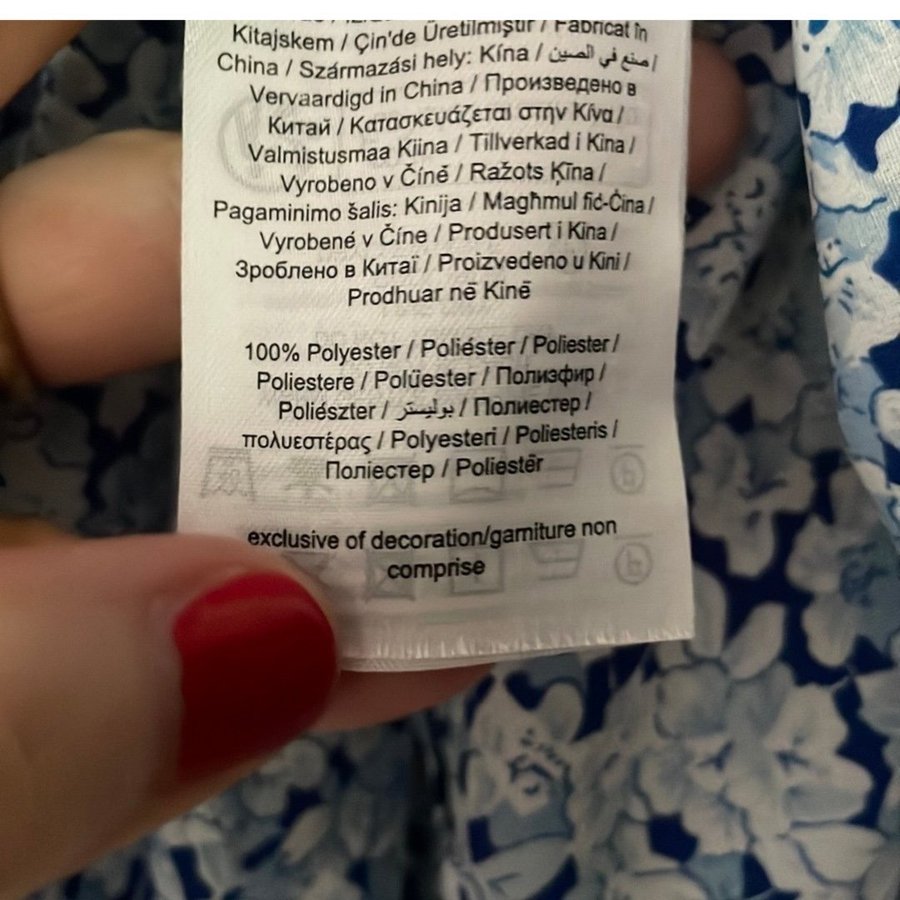 Kitajskem / Çin'de Üretilmiştir / Fabricat în
China / Származási hely: Kína / صنع في الصين /
Vervaardigd in China / Произведено в
Китай / Κατασκευάζεται στην Κίνα /
Valmistusmaa Kiina / Tillverkad i Kina /
Vyrobeno v Číně / Ražots Ķīna /
Pagaminimo šalis: Kinija / Magħmul fiċ-Ċina /
Vyrobené v Číne / Produsert i Kina /
Зроблено в Китаї / Proizvedeno u Kini /
Prodhuar në Kinë
100% Polyester / Poliéster / Poliester /
Poliestere / Polüester / Полиэфир /
Poliészter / بوليستر / Полиестер /
πολυεστέρας / Polyesteri / Poliesteris /
Поліестер / Poliestër
exclusive of decoration/garniture non
comprise